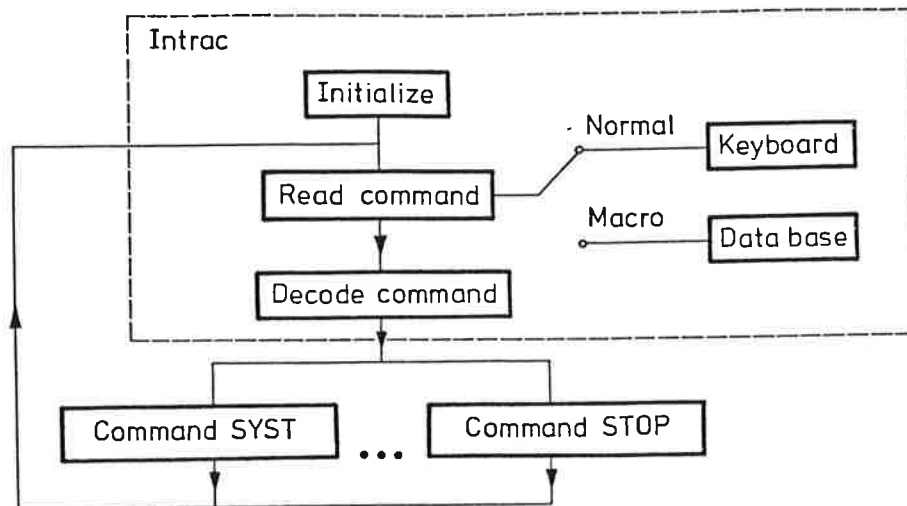 Intrac
Initialize
Normal
Keyboard
Read command
Macro
Data base
Decode command
Command SYST
...
Command STOP